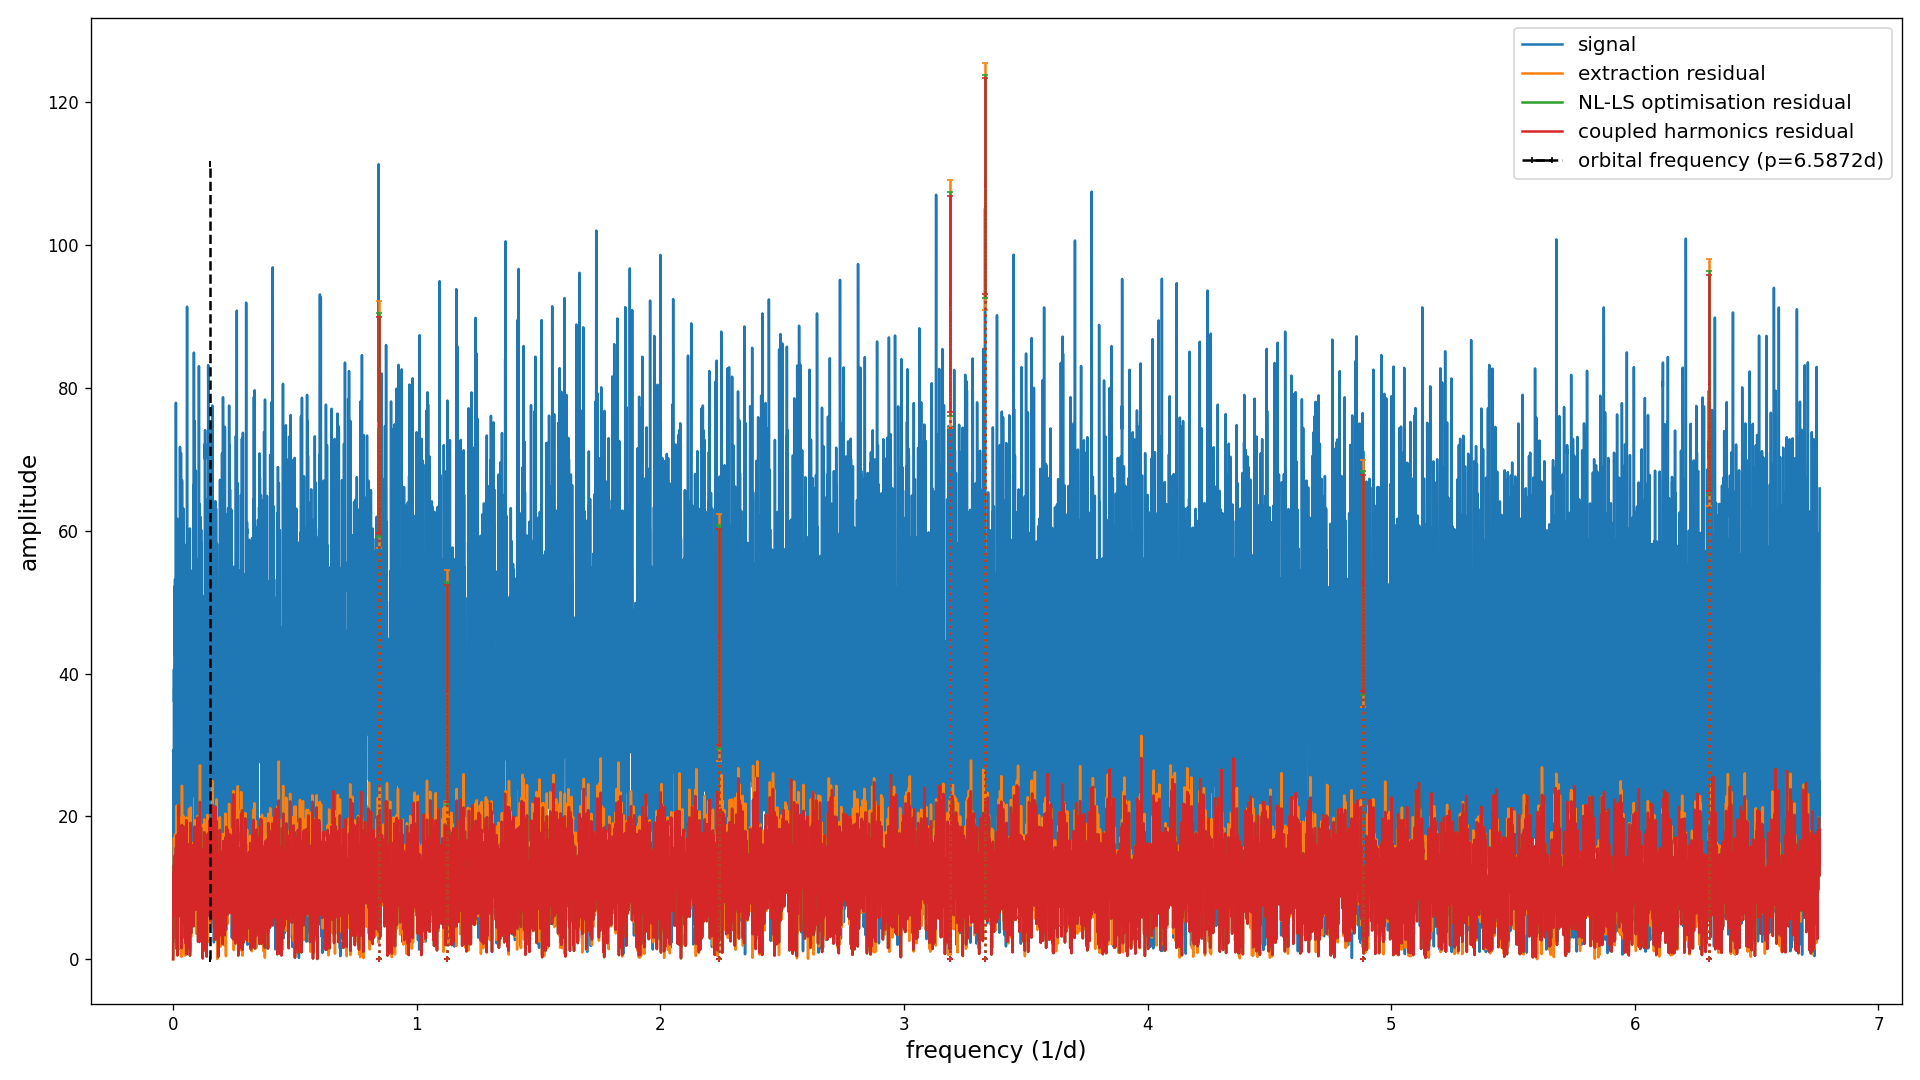 signal
extraction residual
NL-LS optimisation residual
coupled harmonics residual
orbital frequency (p=6.5872d)
amplitude
120
100
80
60
40
20
0
0 1 2 3 4 5 6 7
frequency (1/d)